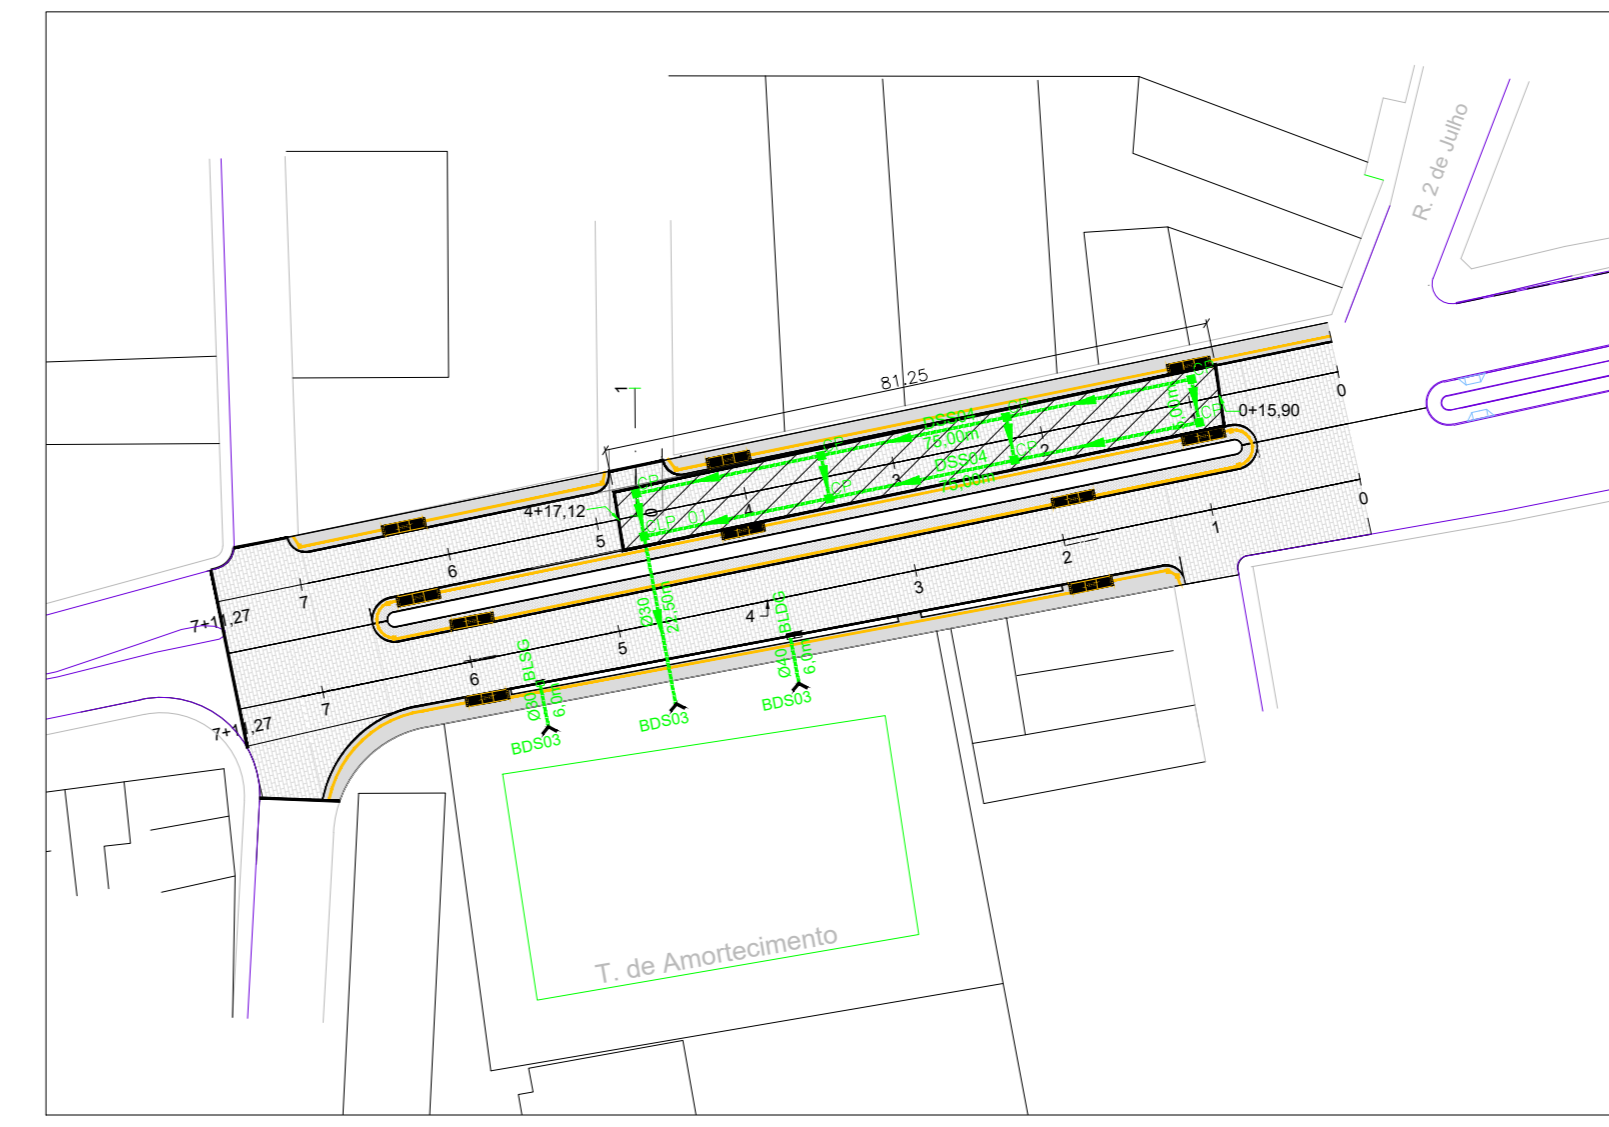 R. 2 de Julho
81.25
1
0
0+15,90
CP
CP
CP
CP
CP
CP
CP
DSS04
75,00m
DSS04
75,00m
2
3
4
0
CLP 01
4+17,12
5
6
7
7+11,27
0
1
2
3
4
5
6
7
7+11,27
Ø30
BLSG
6,0m
Ø40 BLDG
6,0m
BDS03
BDS03
BDS03
T. de Amortecimento